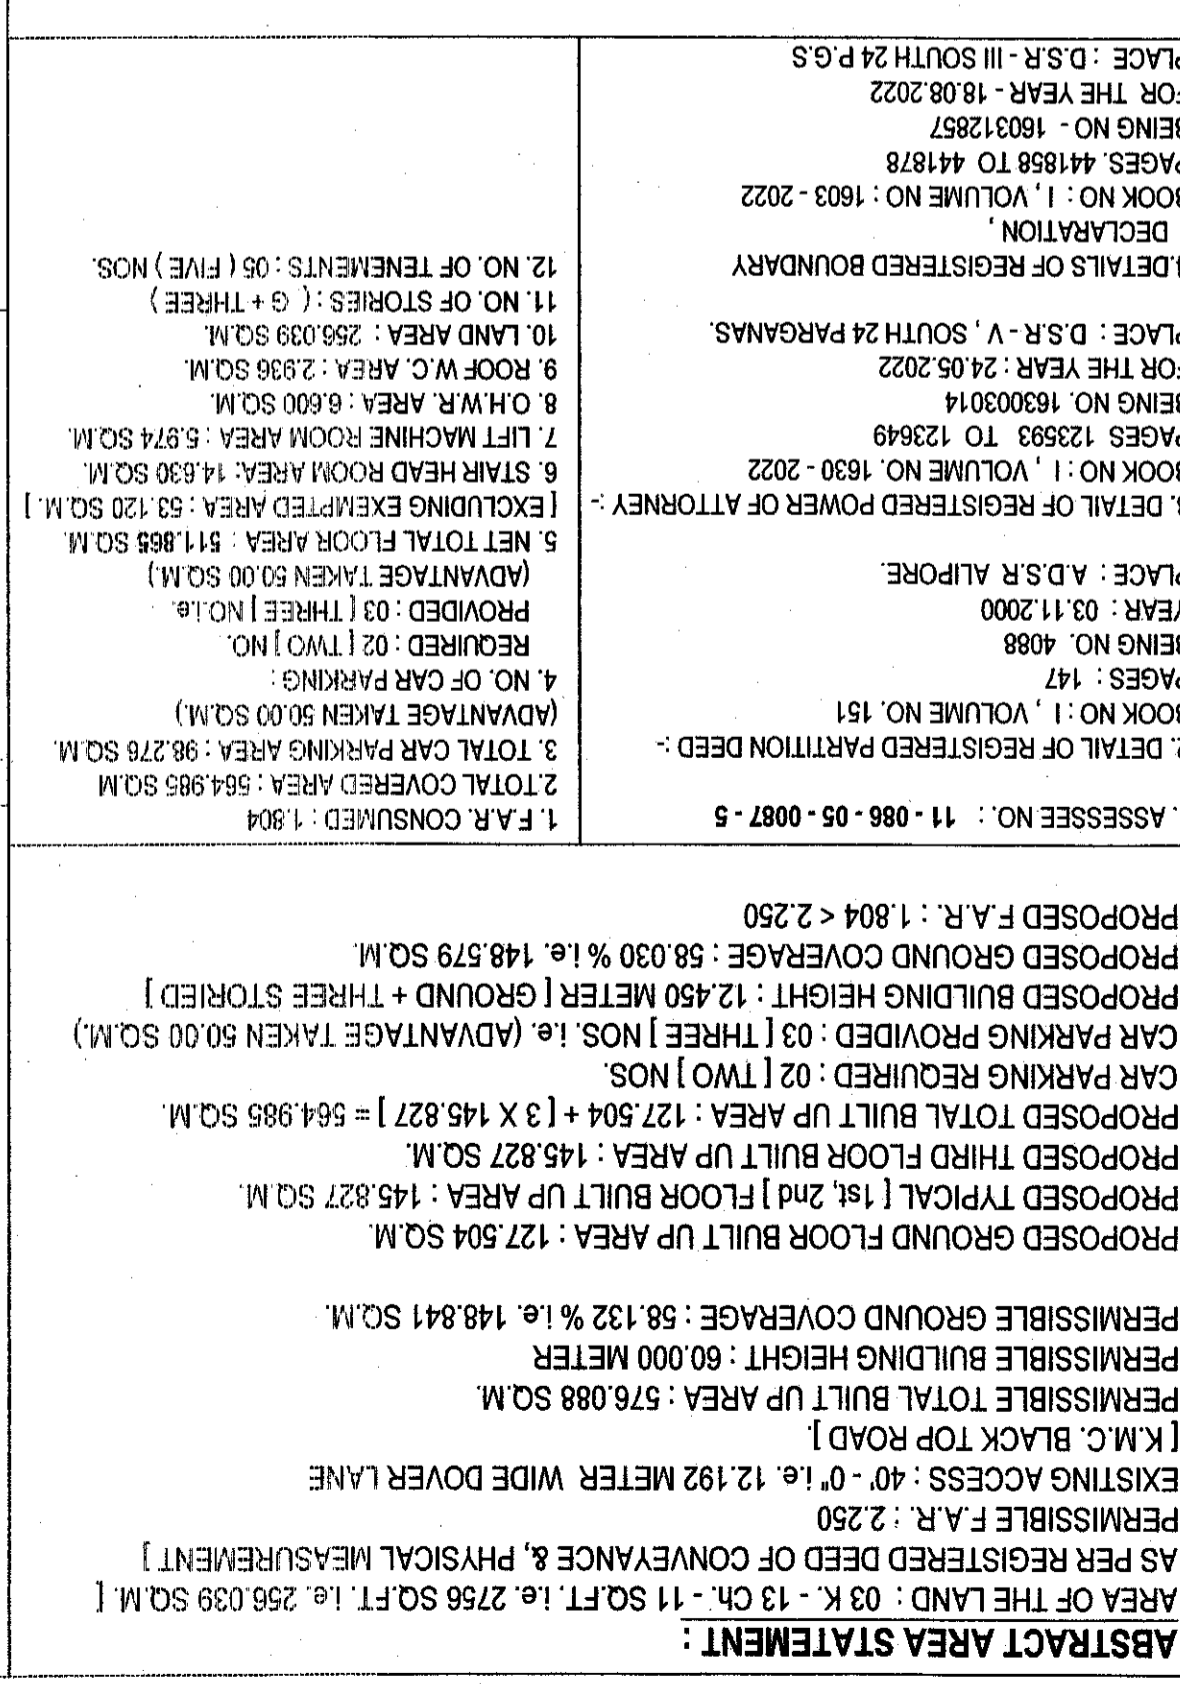 ABSTRACT AREA STATEMENT :
AREA OF THE LAND : 03 K. - 13 Ch. - 11 SQ.FT. i.e. 2756 SQ.FT. i.e. 256.039 SQ.M. [
AS PER REGISTERED DEED OF CONVEYANCE &, PHYSICAL MEASUREMENT ]
PERMISSIBLE F.A.R. : 2.250
EXISTING ACCESS : 40' - 0" i.e. 12.192 METER WIDE DOVER LANE
[ K.M.C. BLACK TOP ROAD ].
PERMISSIBLE TOTAL BUILT UP AREA : 576.088 SQ.M.
PERMISSIBLE BUILDING HEIGHT : 60.000 METER
PERMISSIBLE GROUND COVERAGE : 58.132 % i.e. 148.841 SQ.M.
PROPOSED GROUND FLOOR BUILT UP AREA : 127.504 SQ.M.
PROPOSED TYPICAL [ 1st, 2nd ] FLOOR BUILT UP AREA : 145.827 SQ.M.
PROPOSED THIRD FLOOR BUILT UP AREA : 145.827 SQ.M.
PROPOSED TOTAL BUILT UP AREA : 127.504 + [ 3 X 145.827 ] = 564.985 SQ.M.
CAR PARKING REQUIRED : 02 [ TWO ] NOS.
CAR PARKING PROVIDED : 03 [ THREE ] NOS. i.e. (ADVANTAGE TAKEN 50.00 SQ.M.)
PROPOSED BUILDING HEIGHT : 12.450 METER [ GROUND + THREE STORIED ]
PROPOSED GROUND COVERAGE : 58.030 % i.e. 148.579 SQ.M.
PROPOSED F.A.R. : 1.804 < 2.250
. ASSESSEE NO. : 11 - 086 - 05 - 0087 - 5
2. DETAIL OF REGISTERED PARTITION DEED :-
BOOK NO : I , VOLUME NO. 151
PAGES : 147
BEING NO. 4088
YEAR : 03.11.2000
PLACE : A.D.S.R ALIPORE.
3. DETAIL OF REGISTERED POWER OF ATTORNEY :-
BOOK NO : I , VOLUME NO. 1630 - 2022
PAGES 123593 TO 123649
BEING NO. 163003014
FOR THE YEAR : 24.05.2022
PLACE : D.S.R - V , SOUTH 24 PARGANAS.
4.DETAILS OF REGISTERED BOUNDARY
DECLARATION ,
BOOK NO : I , VOLUME NO : 1603 - 2022
PAGES. 441858 TO 441878
BEING NO - 160312857
FOR THE YEAR - 18.08.2022
PLACE : D.S.R - III SOUTH 24 P.G.S
1. F.A.R. CONSUMED : 1.804
2.TOTAL COVERED AREA : 564.985 SQ.M
3. TOTAL CAR PARKING AREA : 98.276 SQ.M
(ADVANTAGE TAKEN 50.00 SQ.M.)
4. NO. OF CAR PARKING :
REQUIRED : 02 [ TWO ] NO.
PROVIDED : 03 [ THREE ] NO.i.e.
(ADVANTAGE TAKEN 50.00 SQ.M.)
5. NET TOTAL FLOOR AREA : 511.865 SQ.M.
[ EXCLUDING EXEMPTED AREA : 53.120 SQ.M. ]
6. STAIR HEAD ROOM AREA: 14.630 SQ.M.
7. LIFT MACHINE ROOM AREA : 5.974 SQ.M.
8. O.H.W.R. AREA : 6.600 SQ.M.
9. ROOF W.C. AREA : 2.936 SQ.M.
10. LAND AREA : 256.039 SQ.M.
11. NO. OF STORIES : ( G + THREE )
12. NO. OF TENEMENTS : 05 ( FIVE ) NOS.